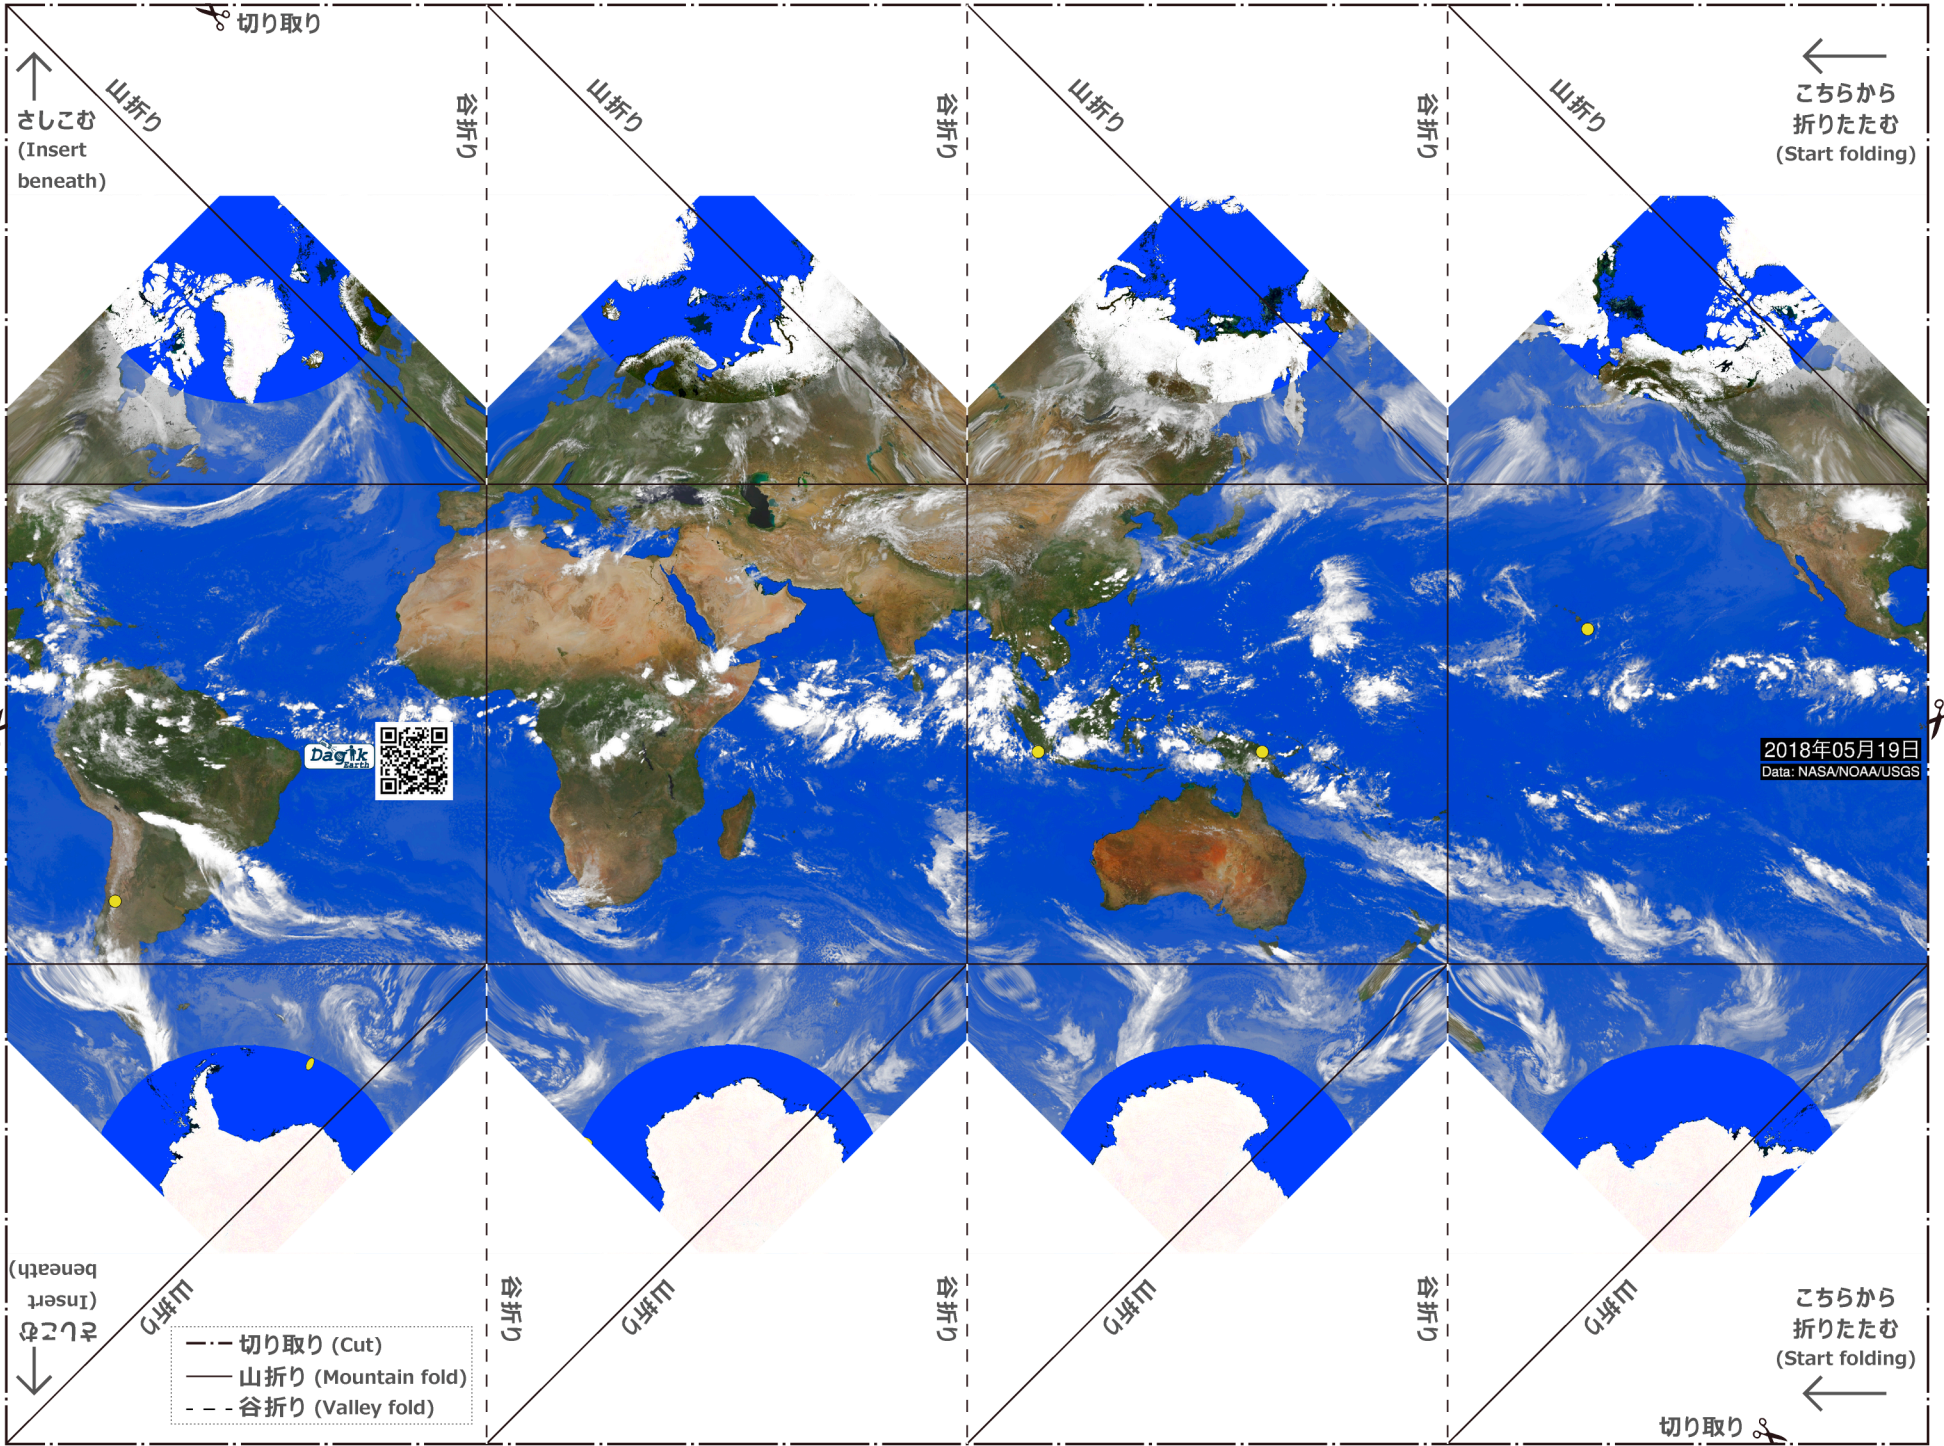 切り取り
山折り
谷折り
山折り
谷折り
山折り
谷折り
山折り
さしこむ
(Insert
beneath)
こちらから
折りたたむ
(Start folding)
Dagik
Earth
2018年05月19日
Data: NASA/NOAA/USGS
さしこむ
(Insert
beneath)
山折り
谷折り
山折り
谷折り
山折り
谷折り
山折り
こちらから
折りたたむ
(Start folding)
切り取り (Cut)
山折り (Mountain fold)
谷折り (Valley fold)
切り取り